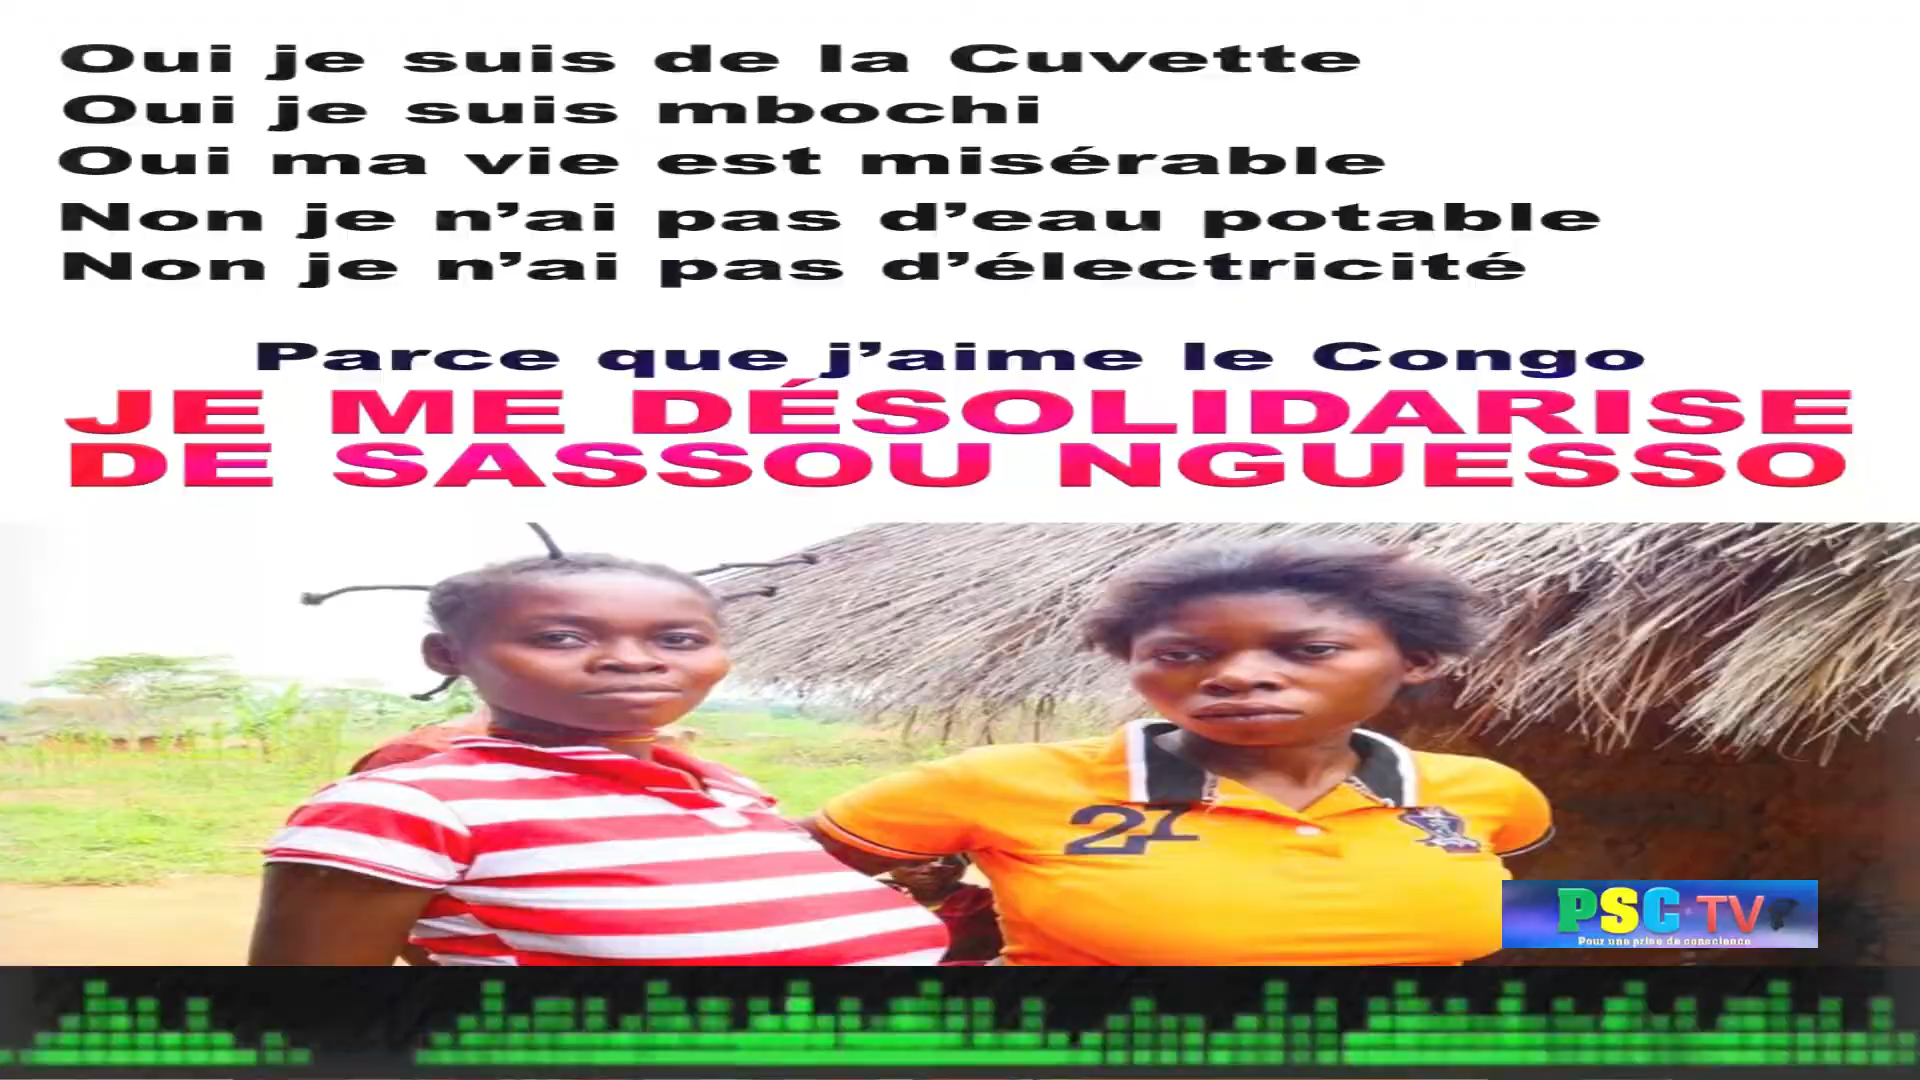 Oui je suis de la Cuvette
Oui je suis mbochi
Oui ma vie est misérable
Non je n’ai pas d’eau potable
Non je n’ai pas d’électricité
Parce que j’aime le Congo
JE ME DÉSOLIDARISE
DE SASSOU NGUESSO
27
PSC TV
Pour une prise de conscience